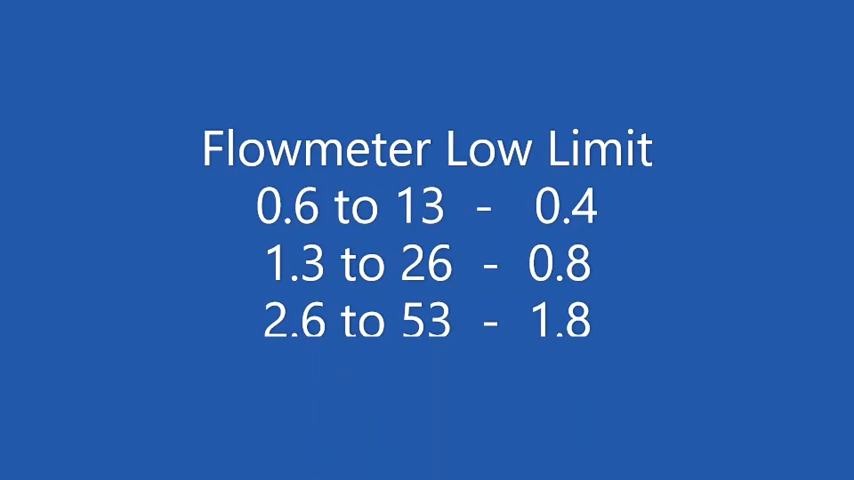 Flowmeter Low Limit
0.6 to 13 - 0.4
1.3 to 26 - 0.8
2.6 to 53 - 1.8